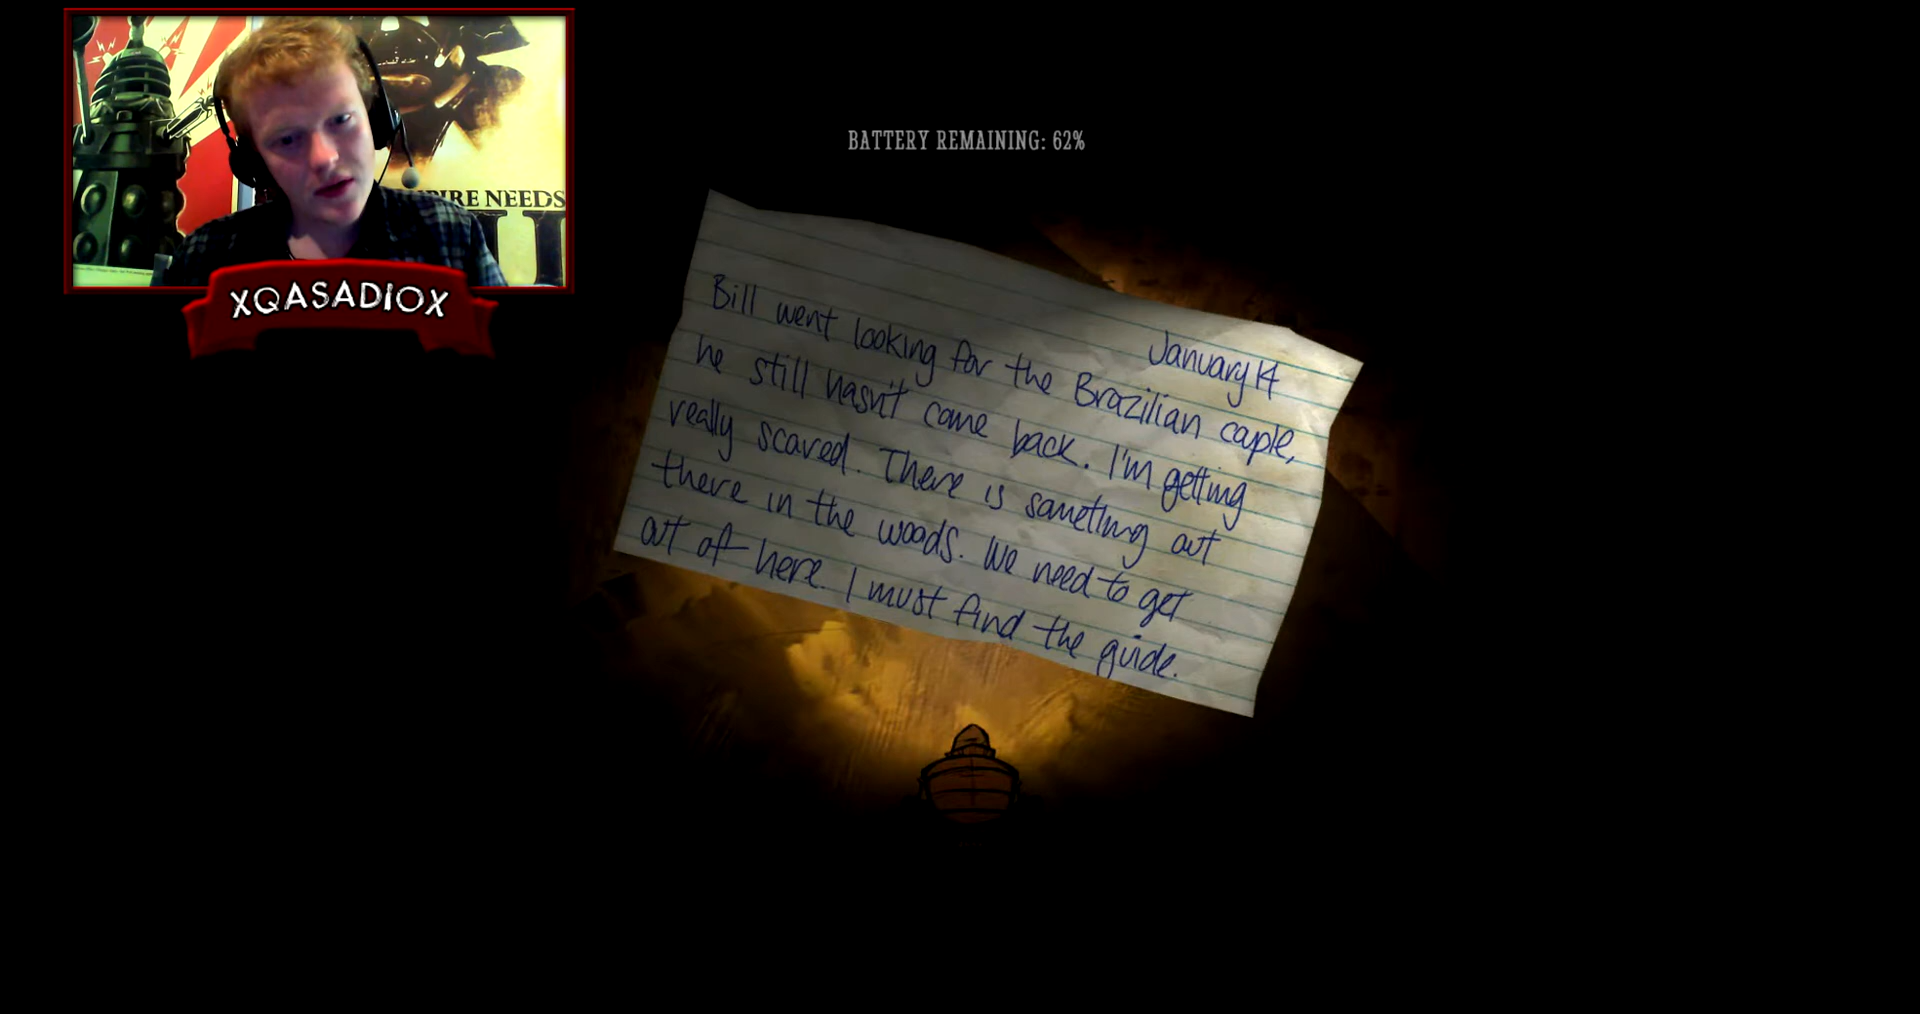 PIRE NEEDS
XQASADIOX
BATTERY REMAINING: 62%
January 14
Bill went looking for the Brazilian cuple,
he still hasn't come back. I'm getting
really scared. There is something out
there in the woods. We need to get
out of here. I must find the guide.